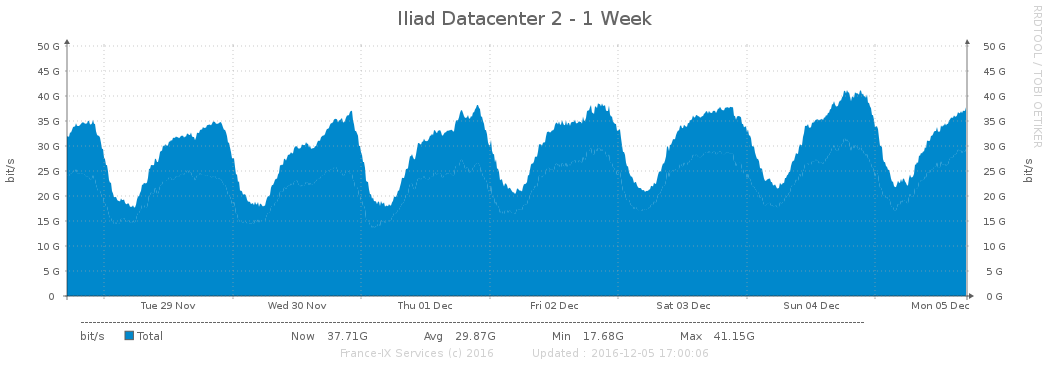 Iliad Datacenter 2 - 1 Week
RRDTOOL / TOBI OETIKER
bit/s
50 G 50 G
45 G 45 G
40 G 40 G
35 G 35 G
30 G 30 G
25 G 25 G
20 G 20 G
15 G 15 G
10 G 10 G
5 G 5 G
0 0 G
bit/s
Tue 29 Nov Wed 30 Nov Thu 01 Dec Fri 02 Dec Sat 03 Dec Sun 04 Dec Mon 05 Dec
bit/s Total Now 37.71G Avg 29.87G Min 17.68G Max 41.15G
France-IX Services (c) 2016 Updated : 2016-12-05 17:00:06